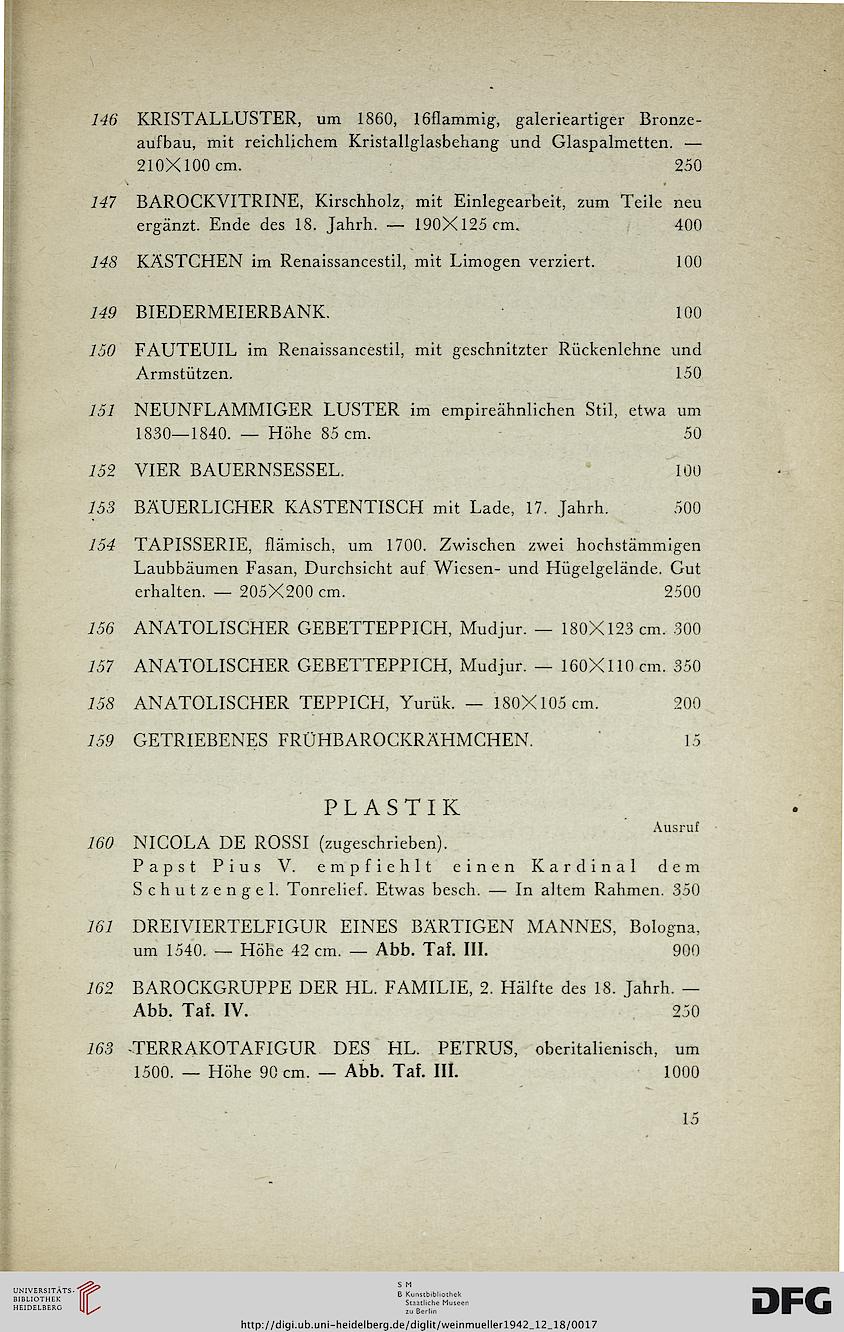 146 KRISTALLUSTER, um 1860, 16flammig, galerieartiger Bronze-
aufbau, mit reichlichem Kristallglasbehang und Glaspalmetten. —
210×100 cm. 250
147 BAROCKVITRINE, Kirschholz, mit Einlegearbeit, zum Teile neu
ergänzt. Ende des 18. Jahrh. — 190×125 cm. 400
148 KÄSTCHEN im Renaissancestil, mit Limogen verziert. 100
149 BIEDERMEIERBANK. 100
150 FAUTEUIL im Renaissancestil, mit geschnitzter Rückenlehne und
Armstützen. 150
151 NEUNFLAMMIGER LUSTER im empireähnlichen Stil, etwa um
1830—1840. — Höhe 85 cm. 50
152 VIER BAUERNSESSEL. 100
153 BÄUERLICHER KASTENTISCH mit Lade, 17. Jahrh. 500
154 TAPISSERIE, flämisch, um 1700. Zwischen zwei hochstämmigen
Laubbäumen Fasan, Durchsicht auf Wiesen- und Hügelgelände. Gut
erhalten. — 205×200 cm. 2500
156 ANATOLISCHER GEBETTEPPICH, Mudjur. — 180×123 cm. 300
157 ANATOLISCHER GEBETTEPPICH, Mudjur. — 160×110 cm. 350
158 ANATOLISCHER TEPPICH, Yurük. — 180×105 cm. 200
159 GETRIEBENES FRÜHBAROCKRÄHMCHEN. 15
PLASTIK
Ausruf
160 NICOLA DE ROSSI (zugeschrieben).
Papst Pius V. empfiehlt einen Kardinal dem
Schutzengel. Tonrelief. Etwas besch. — In altem Rahmen. 350
161 DREIVIERTELFIGUR EINES BÄRTIGEN MANNES, Bologna,
um 1540. — Höhe 42 cm. — Abb. Taf. III. 900
162 BAROCKGRUPPE DER HL. FAMILIE, 2. Hälfte des 18. Jahrh. —
Abb. Taf. IV. 250
163 TERRAKOTAFIGUR DES HL. PETRUS, oberitalienisch, um
1500. — Höhe 90 cm. — Abb. Taf. III. 1000
15
UNIVERSITÄTS-
BIBLIOTHEK
HEIDELBERG
S M
B Kunstbibliothek
Staatliche Museen
zu Berlin
DFG
http://digi.ub.uni-heidelberg.de/diglit/weinmueller1942_12_18/0017